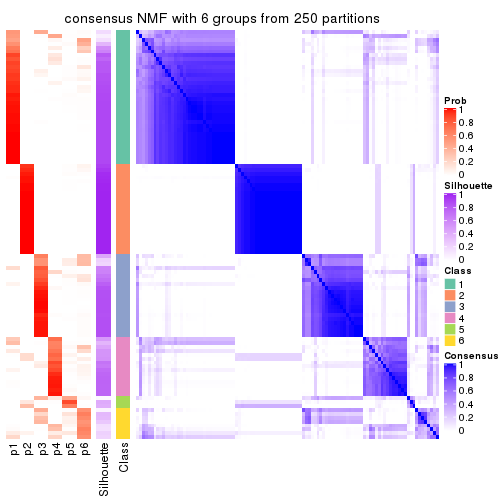 consensus NMF with 6 groups from 250 partitions
Prob
1
0.8
0.6
0.4
0.2
0
Silhouette
1
0.8
0.6
0.4
0.2
0
Class
1
2
3
4
5
6
Consensus
1
0.8
0.6
0.4
0.2
0
p1
p2
p3
p4
p5
p6
Silhouette
Class